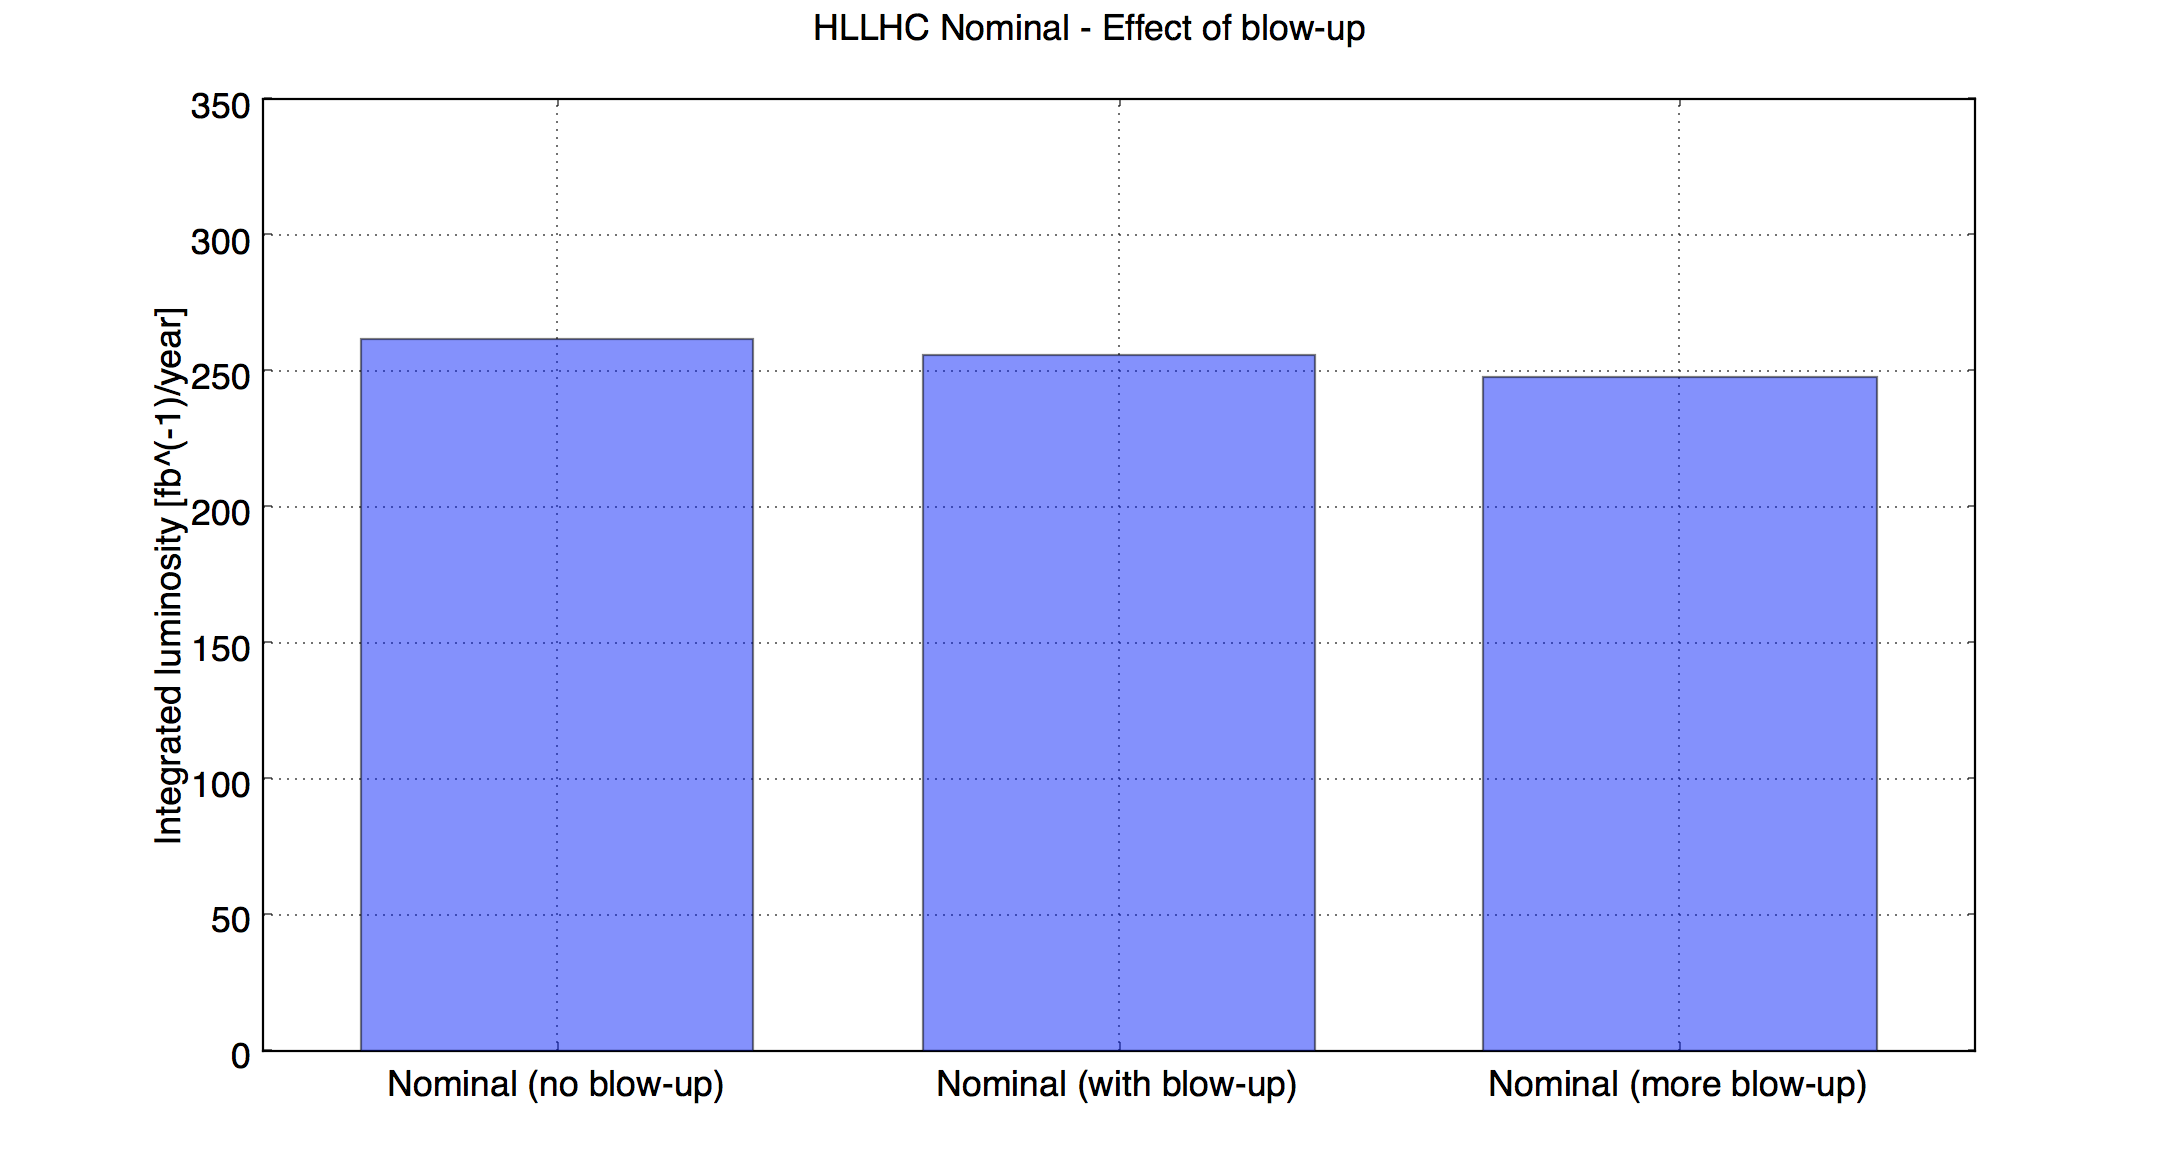 HLLHC Nominal - Effect of blow-up
350
300
250
200
150
100
50
0
Integrated luminosity [fb^(-1)/year]
Nominal (no blow-up)
Nominal (with blow-up)
Nominal (more blow-up)